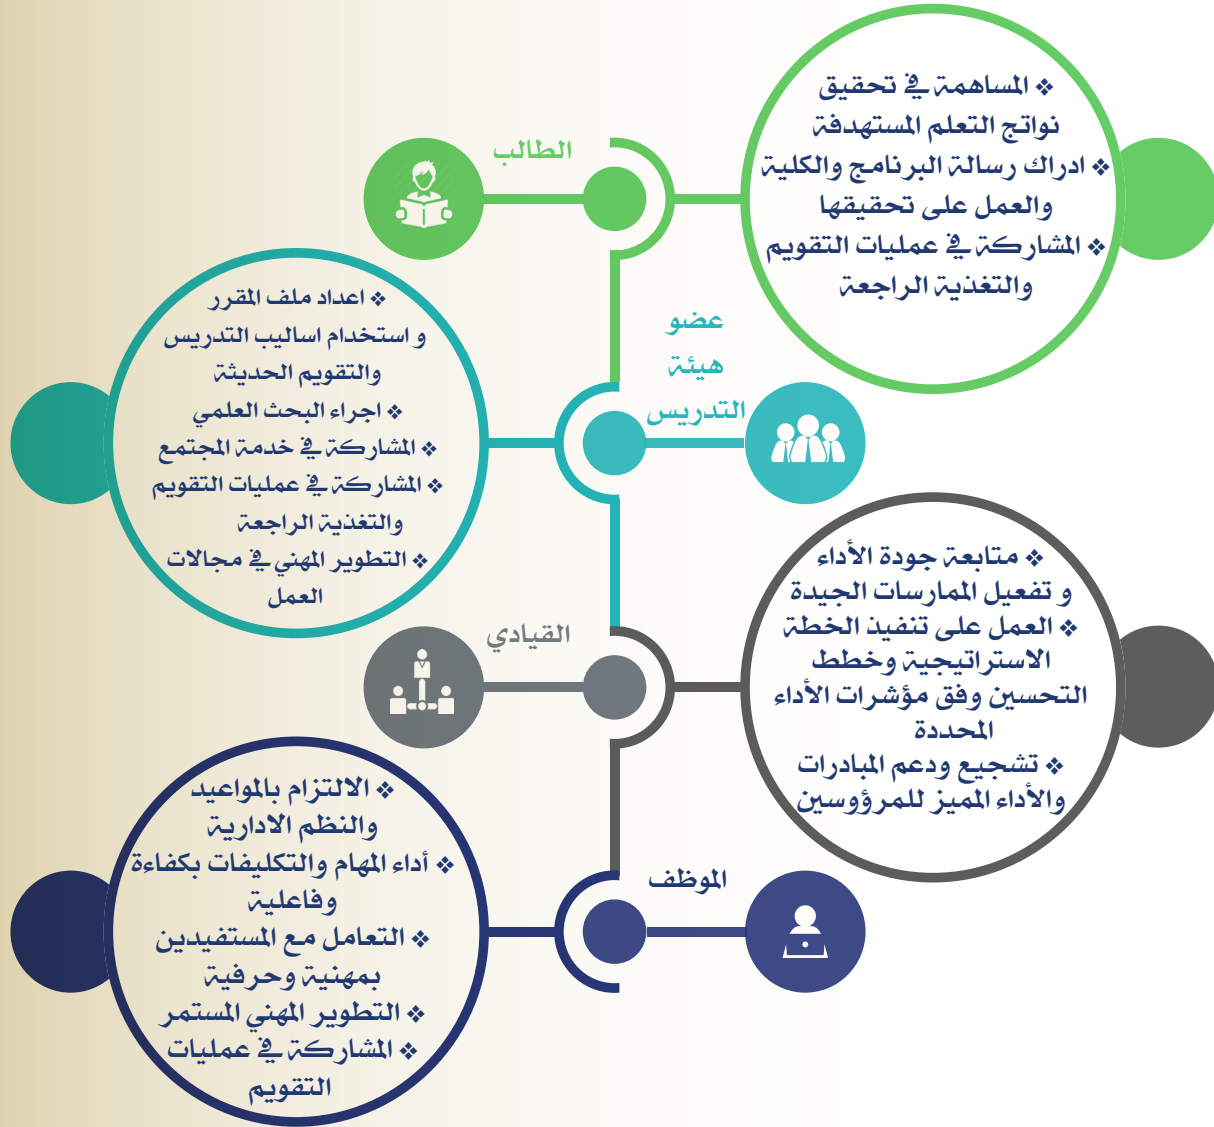 الطالب
❖ المساهمة في تحقيق
نواتج التعلم المستهدفة
❖ ادراك رسالة البرنامج والكلية
والعمل على تحقيقها
❖ المشاركة في عمليات التقويم
والتغذية الراجعة
عضو
هيئة
التدريس
❖ اعداد ملف المقرر
و استخدام اساليب التدريس
والتقويم الحديثة
❖ اجراء البحث العلمي
❖ المشاركة في خدمة المجتمع
❖ المشاركة في عمليات التقويم
والتغذية الراجعة
❖ التطوير المهني في مجالات
العمل
القيادي
❖ متابعة جودة الأداء
و تفعيل الممارسات الجيدة
❖ العمل على تنفيذ الخطة
الاستراتيجية وخطط
التحسين وفق مؤشرات الأداء
المحددة
❖ تشجيع ودعم المبادرات
والأداء المميز للمرؤوسين
الموظف
❖ الالتزام بالمواعيد
والنظم الادارية
❖ أداء المهام والتكليفات بكفاءة
وفاعلية
❖ التعامل مع المستفيدين
بمهنية وحرفية
❖ التطوير المهني المستمر
❖ المشاركة في عمليات
التقويم